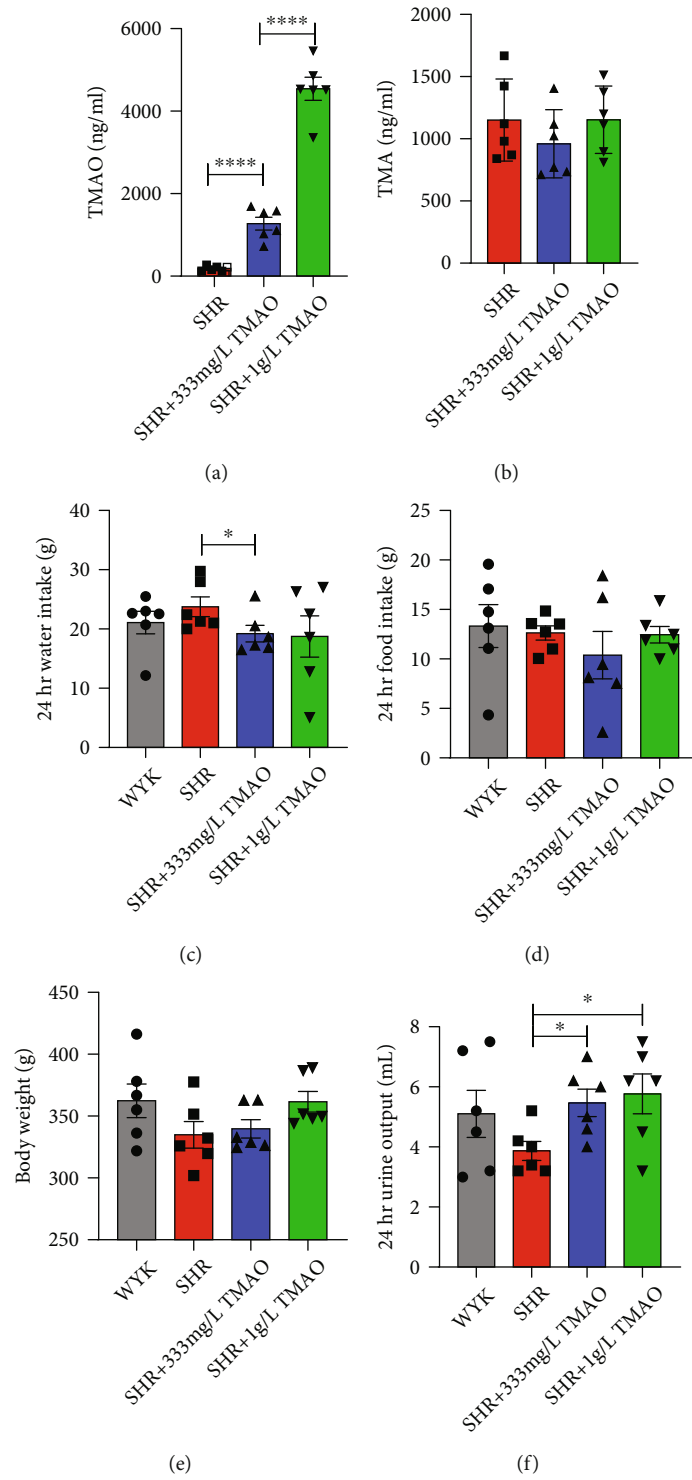 6000
4000
2000
0
TMAO (ng/ml)
****
****
SHR
SHR+333mg/L TMAO
SHR+1g/L TMAO
(a)
2000
1500
1000
500
0
TMA (ng/ml)
SHR
SHR+333mg/L TMAO
SHR+1g/L TMAO
(b)
40
30
20
10
0
24 hr water intake (g)
*
WYK
SHR
SHR+333mg/L TMAO
SHR+1g/L TMAO
(c)
25
20
15
10
5
0
24 hr food intake (g)
WYK
SHR
SHR+333mg/L TMAO
SHR+1g/L TMAO
(d)
450
400
350
300
250
Body weight (g)
WYK
SHR
SHR+333mg/L TMAO
SHR+1g/L TMAO
(e)
8
6
4
2
0
24 hr urine output (mL)
*
*
WYK
SHR
SHR+333mg/L TMAO
SHR+1g/L TMAO
(f)